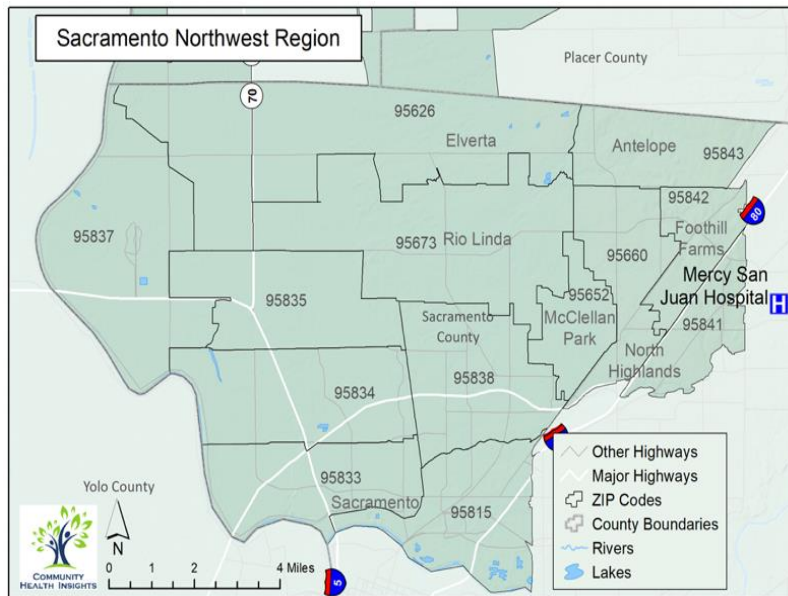 Sacramento Northwest Region
Placer County
70
95626
Elverta
Antelope
95843
95842
80
95837
95673
Rio Linda
Foothill
Farms
95660
Mercy San
Juan Hospital
H
95835
95652
McClellan
Park
95841
Sacramento
County
North
Highlands
95834
95838
Other Highways
Major Highways
ZIP Codes
County Boundaries
Rivers
Lakes
95833
Sacramento
95815
Yolo County
N
COMMUNITY
HEALTH INSIGHTS
0 1 2 4 Miles
5